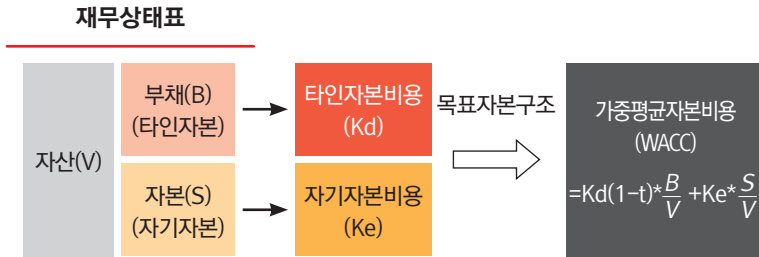 재무상태표
자산(V)
부채(B)
(타인자본)
타인자본비용
(Kd)
목표자본구조
자본(S)
(자기자본)
자기자본비용
(Ke)
가중평균자본비용
(WACC)
=Kd(1-t)*B/V +Ke*S/V